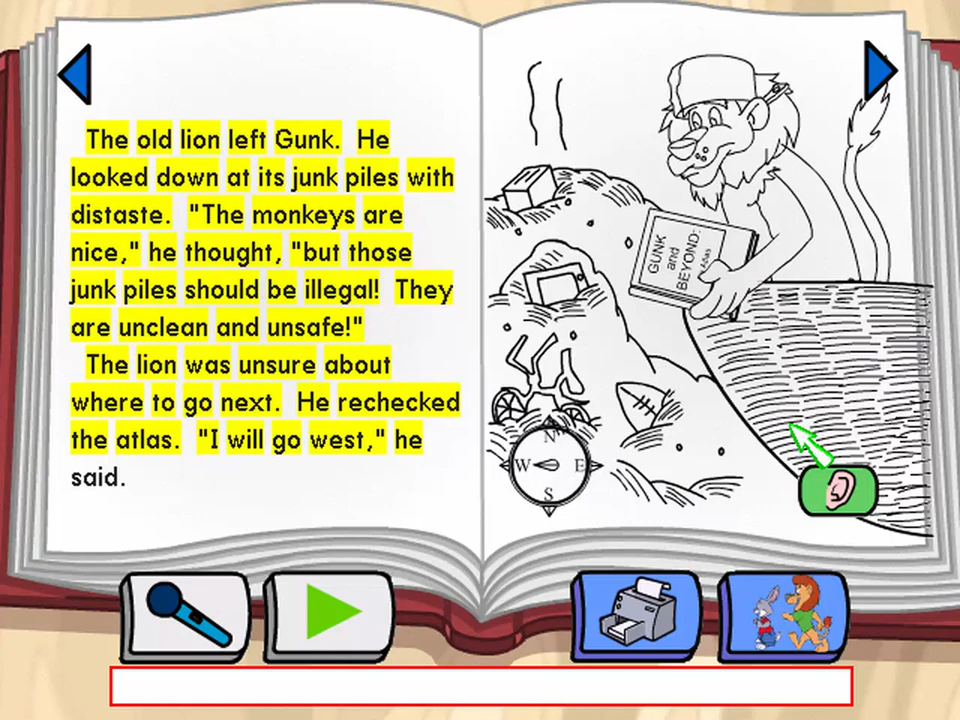 The old lion left Gunk. He
looked down at its junk piles with
distaste. "The monkeys are
nice," he thought, "but those
junk piles should be illegal! They
are unclean and unsafe!"
The lion was unsure about
where to go next. He rechecked
the atlas. "I will go west," he
said.
GUNK
and
BEYOND:
Atlas
N
W E
S